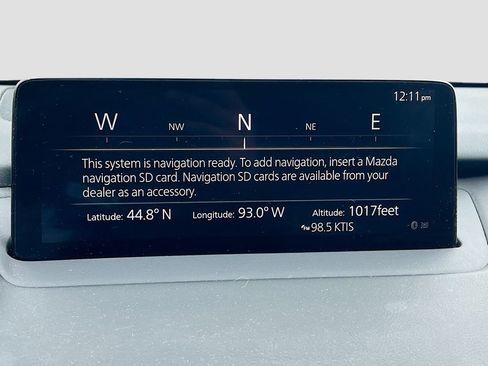 12:11pm
W NW N NE E
This system is navigation ready. To add navigation, insert a Mazda
navigation SD card. Navigation SD cards are available from your
dealer as an accessory.
Latitude: 44.8° N Longitude: 93.0° W Altitude: 1017feet
98.5 KTIS